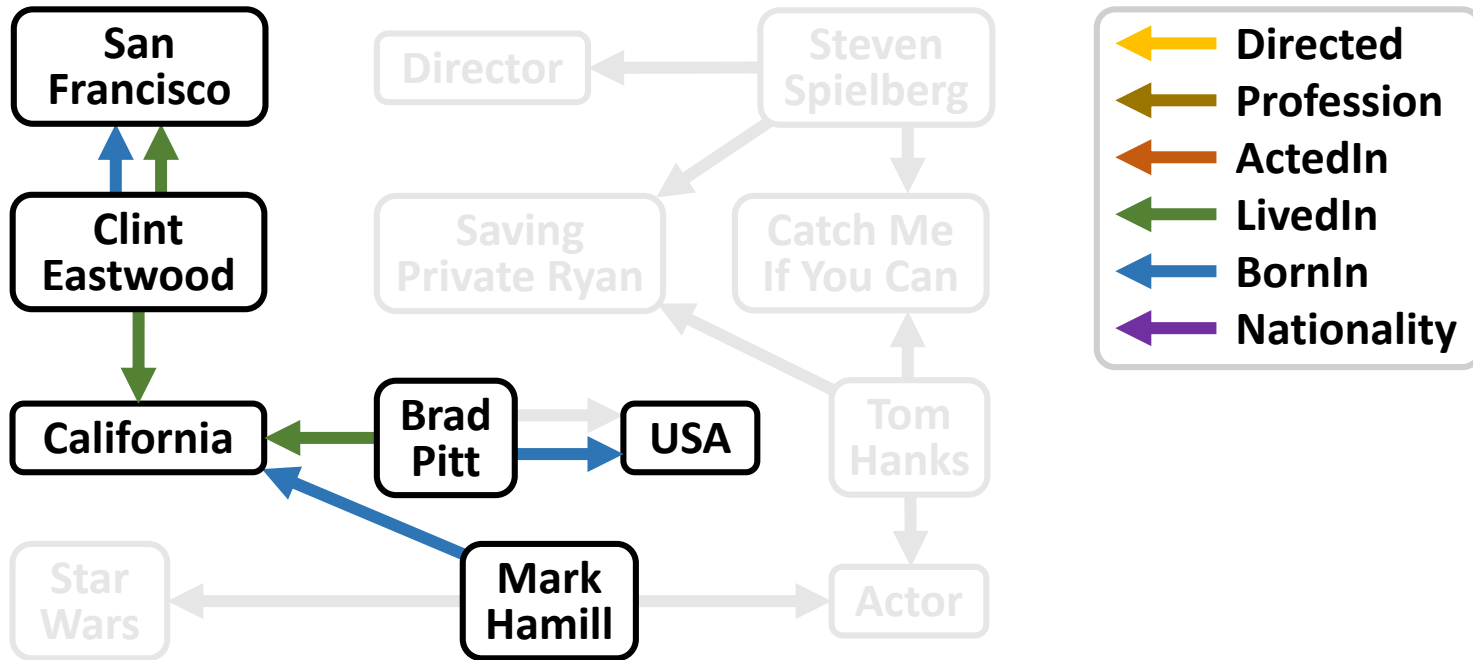 San
Francisco
Director
Steven
Spielberg
Directed
Profession
ActedIn
LivedIn
BornIn
Nationality
Clint
Eastwood
Saving
Private Ryan
Catch Me
If You Can
California
Brad
Pitt
USA
Tom
Hanks
Star
Wars
Mark
Hamill
Actor